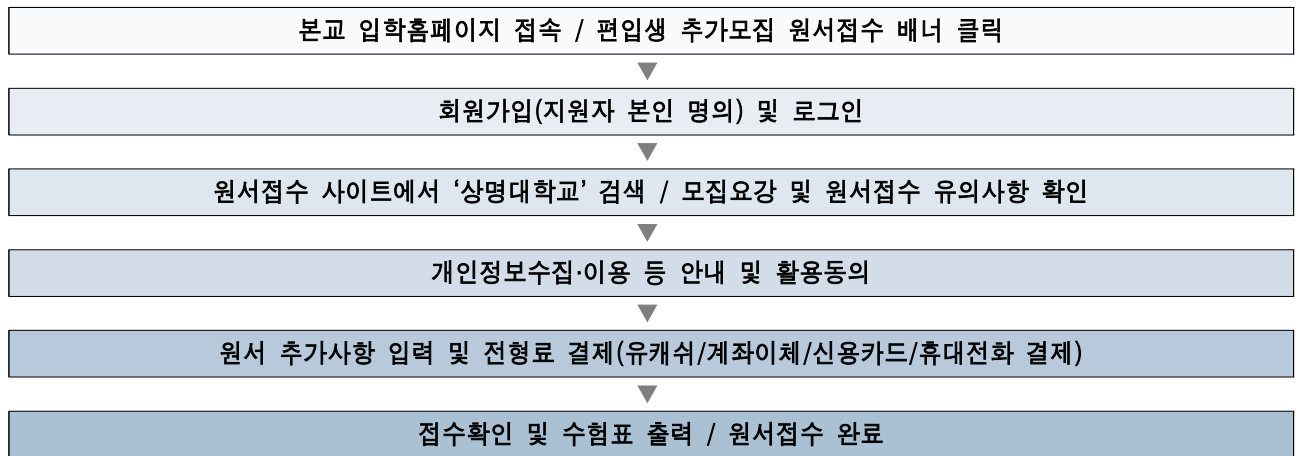 본교 입학홈페이지 접속 / 편입생 추가모집 원서접수 배너 클릭
회원가입(지원자 본인 명의) 및 로그인
원서접수 사이트에서 ‘상명대학교’ 검색 / 모집요강 및 원서접수 유의사항 확인
개인정보수집·이용 등 안내 및 활용동의
원서 추가사항 입력 및 전형료 결제(유캐쉬/계좌이체/신용카드/휴대전화 결제)
접수확인 및 수험표 출력 / 원서접수 완료